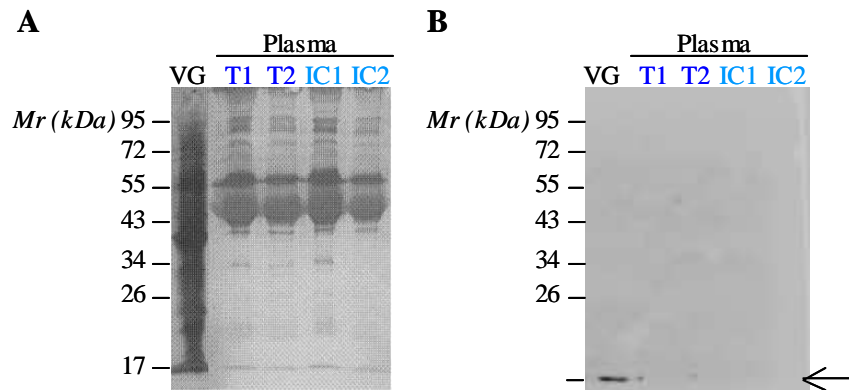 A
Plasma
VG T1 T2 IC1 IC2
Mr (kDa) 95
72
55
43
34
26
17
B
Plasma
VG T1 T2 IC1 IC2
Mr (kDa) 95
72
55
43
34
26